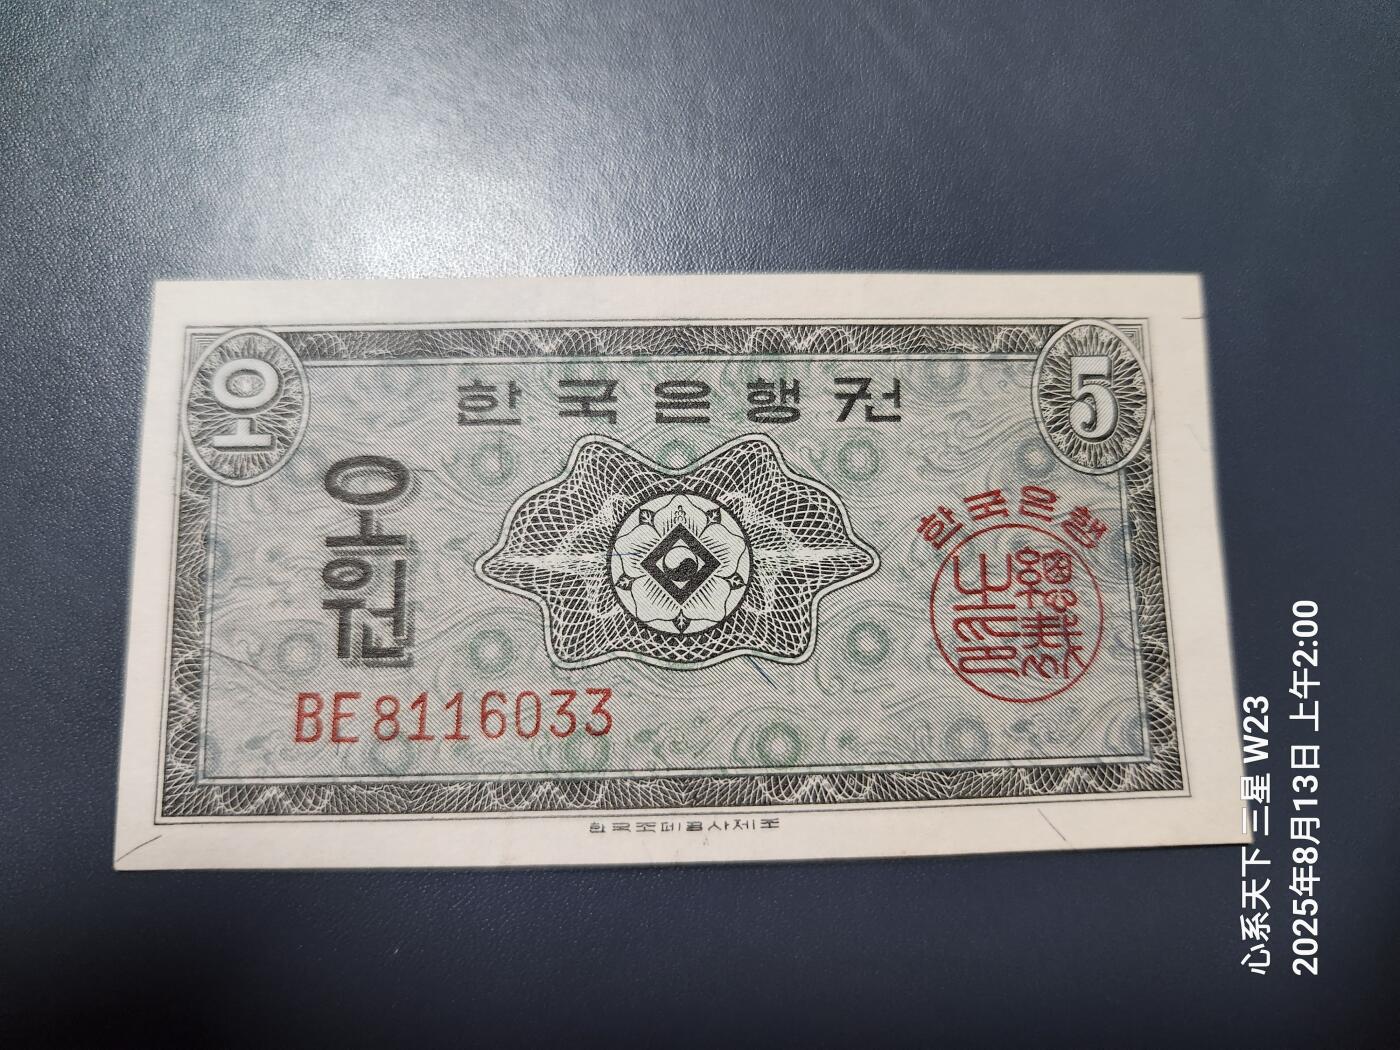 오
한국은행권
5
오원
한국은행
BE8116033
한국조폐공사제조
心系天下 三星 W23
2025年8月13日 上午2:00